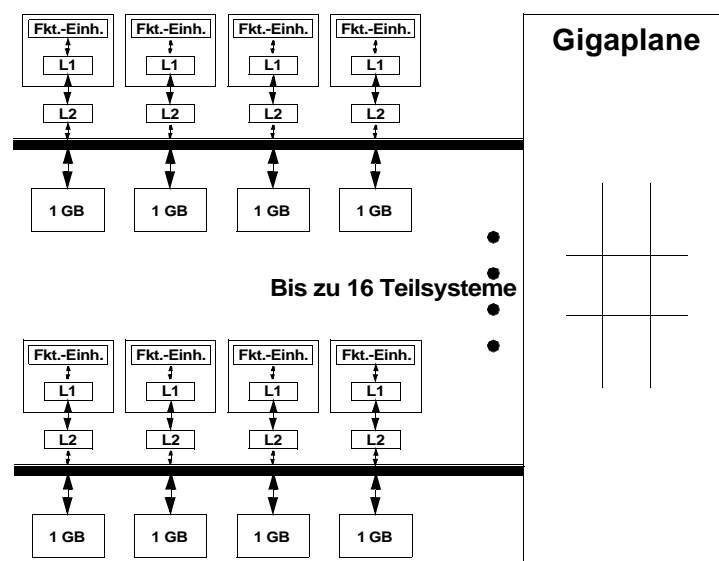 Fkt.-Einh. Fkt.-Einh. Fkt.-Einh. Fkt.-Einh.
Gigaplane
L1 L1 L1 L1
L2 L2 L2 L2
1 GB 1 GB 1 GB 1 GB
Bis zu 16 Teilsysteme
Fkt.-Einh. Fkt.-Einh. Fkt.-Einh. Fkt.-Einh.
L1 L1 L1 L1
L2 L2 L2 L2
1 GB 1 GB 1 GB 1 GB